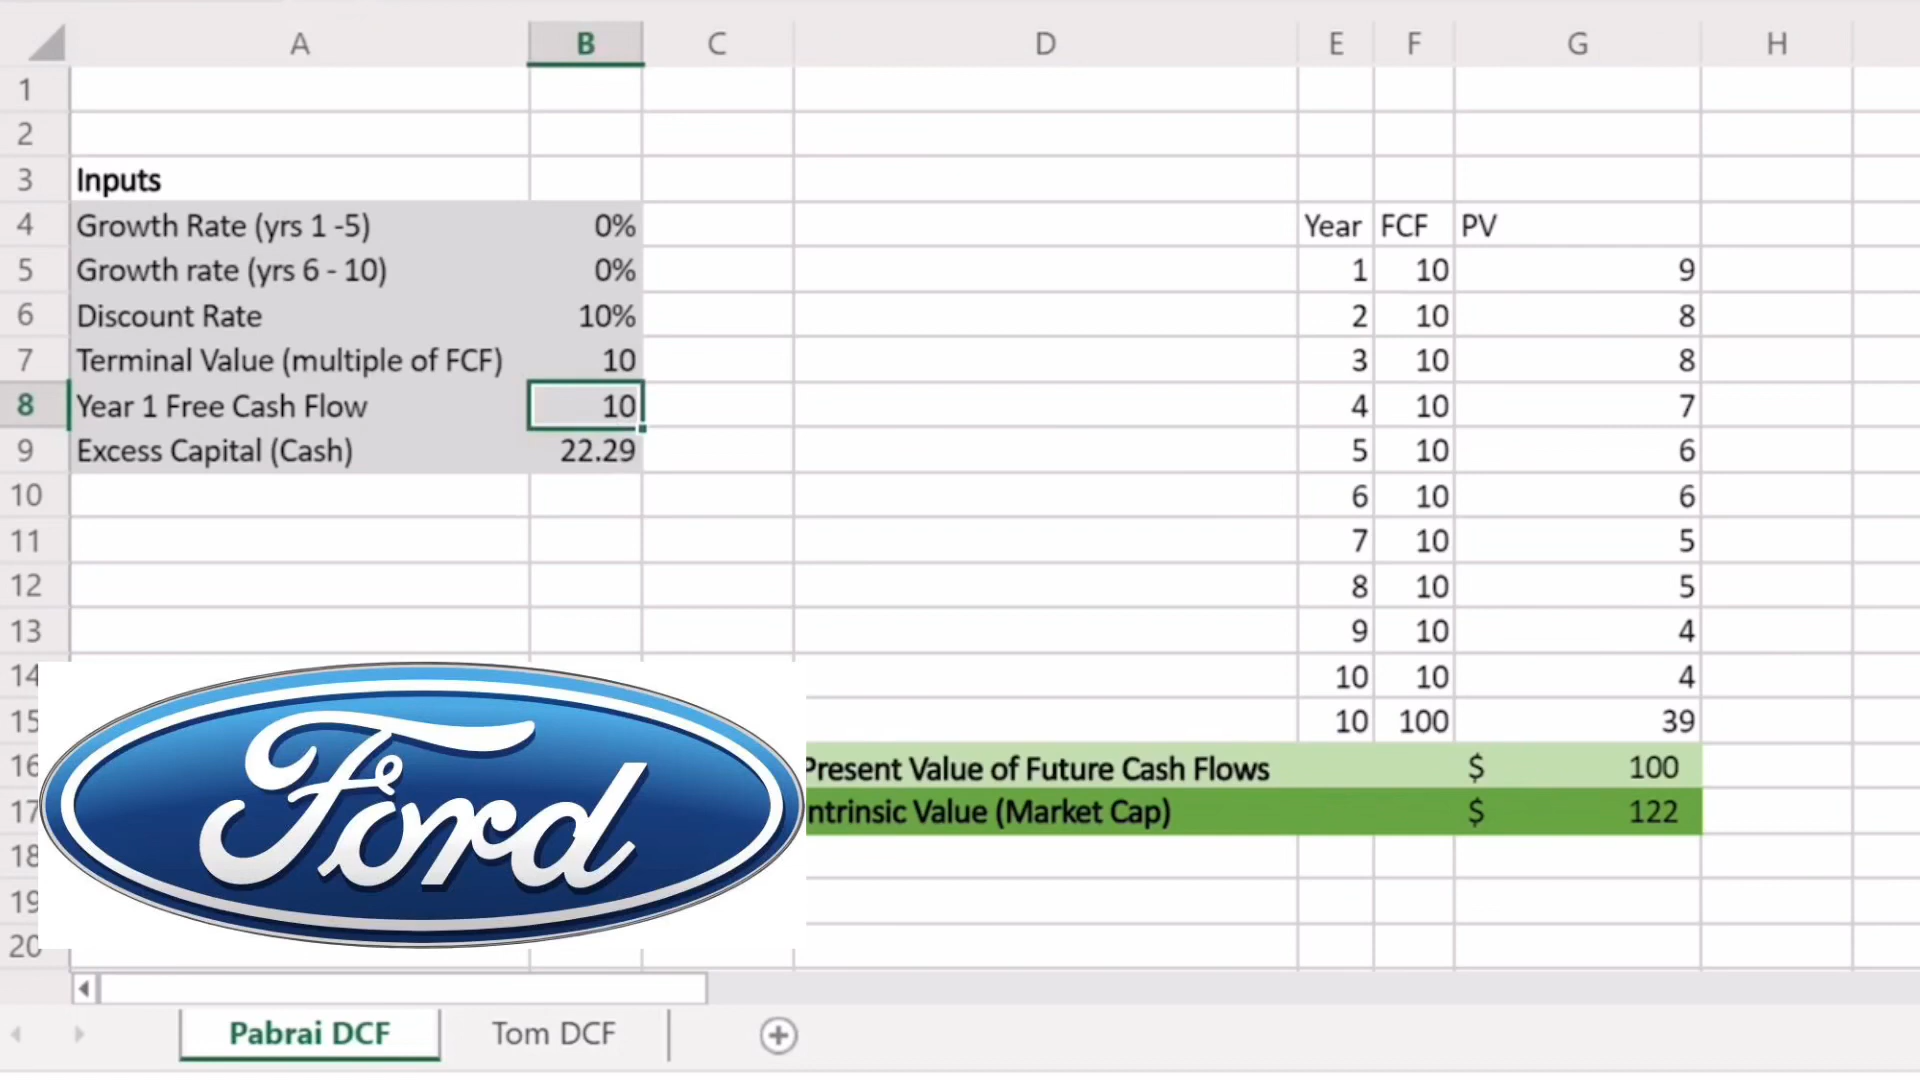 A B C D E F G H
1
2
3 Inputs
4 Growth Rate (yrs 1 -5) 0% Year FCF PV
5 Growth rate (yrs 6 - 10) 0% 1 10 9
6 Discount Rate 10% 2 10 8
7 Terminal Value (multiple of FCF) 10 3 10 8
8 Year 1 Free Cash Flow 10 4 10 7
9 Excess Capital (Cash) 22.29 5 10 6
10 6 10 6
11 7 10 5
12 8 10 5
13 9 10 4
14 10 10 4
15 10 100 39
16 Present Value of Future Cash Flows $ 100
17 ntrinsic Value (Market Cap) $ 122
18
19
20
Ford
Pabrai DCF Tom DCF